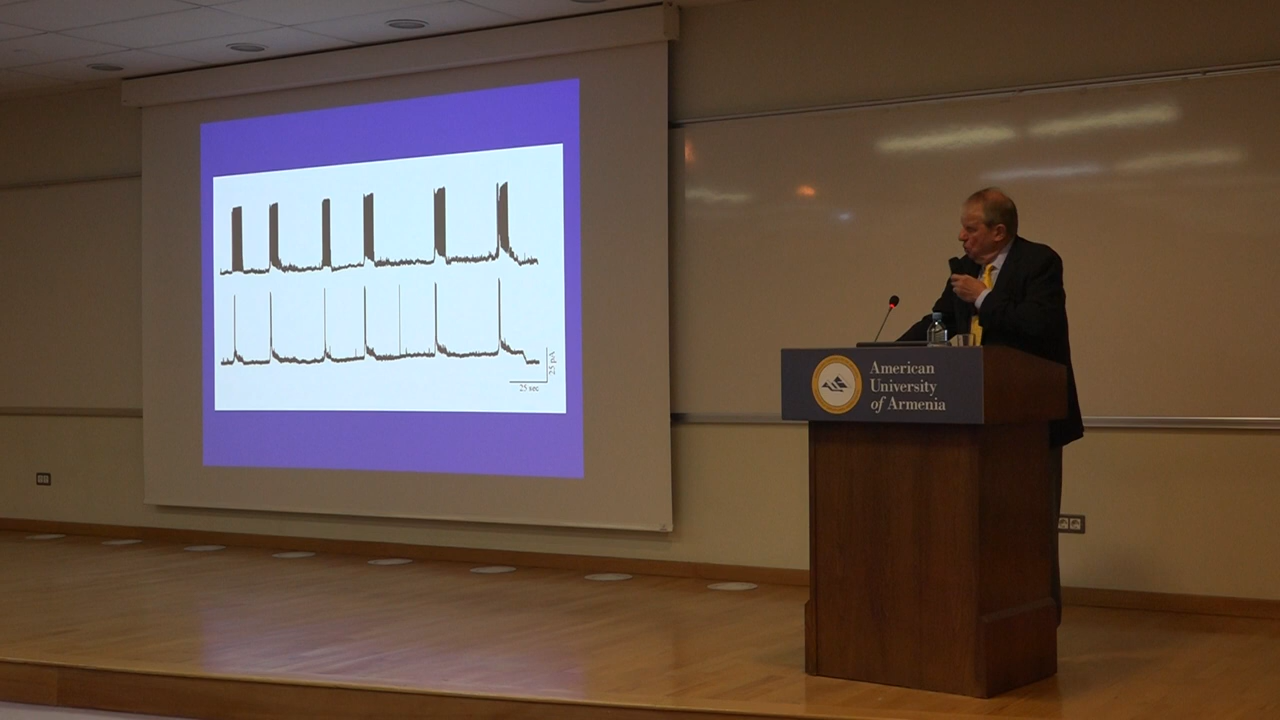 25 pA
25 sec
American
University
of Armenia